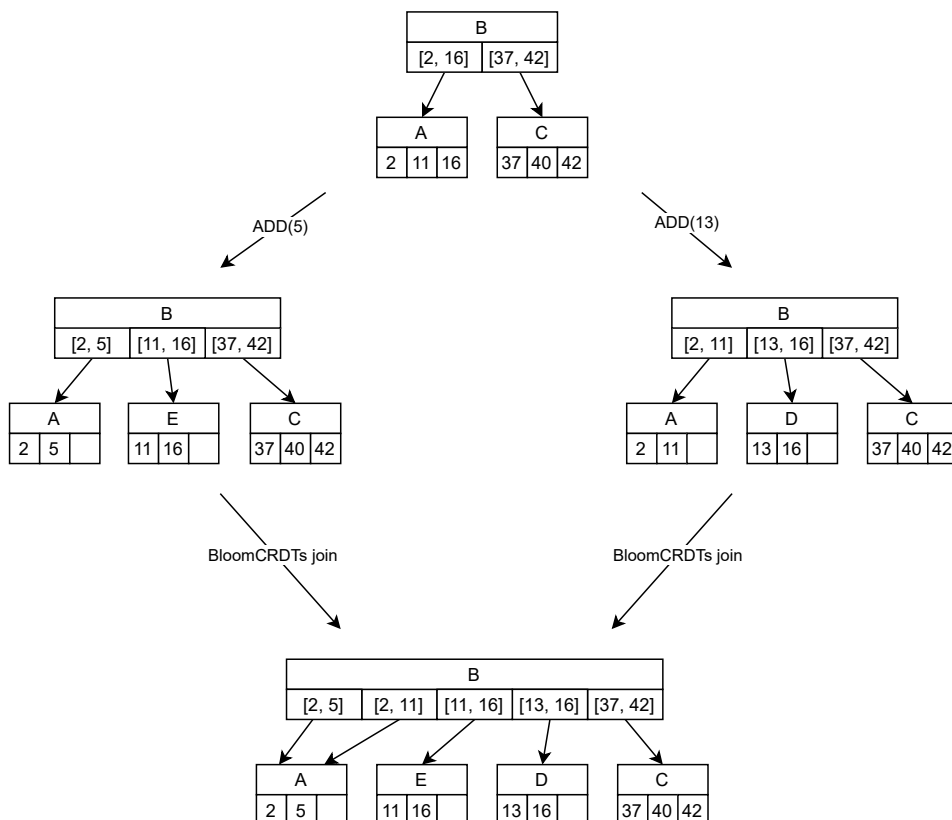 B
[2, 16] [37, 42]
A C
2 11 16 37 40 42
ADD(5) ADD(13)
B B
[2, 5] [11, 16] [37, 42] [2, 11] [13, 16] [37, 42]
A E C A D C
2 5 11 16 37 40 42 2 11 13 16 37 40 42
BloomCRDTs join BloomCRDTs join
B
[2, 5] [2, 11] [11, 16] [13, 16] [37, 42]
A E D C
2 5 11 16 13 16 37 40 42